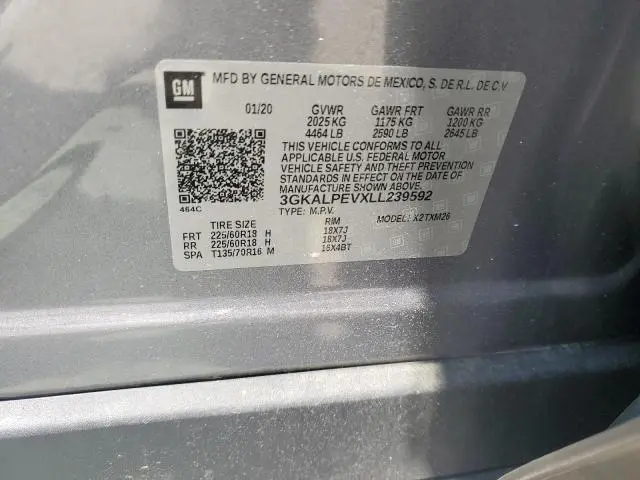 GM
MFD BY GENERAL MOTORS DE MEXICO, S. DE R.L. DE C.V
01/20 GVWR GAWR FRT GAWR RR
2025 KG 1175 KG 1200 KG
4464 LB 2590 LB 2645 LB
THIS VEHICLE CONFORMS TO ALL
APPLICABLE U.S. FEDERAL MOTOR
VEHICLE SAFETY AND THEFT PREVENTION
STANDARDS IN EFFECT ON THE DATE OF
MANUFACTURE SHOWN ABOVE.
3GKALPEVXLL239592
464C
TYPE: M.P.V. MODEL: X2TXM26
TIRE SIZE RIM
FRT 225/60R18 H 18X7J
RR 225/60R18 H 18X7J
SPA T135/70R16 M 16X4BT